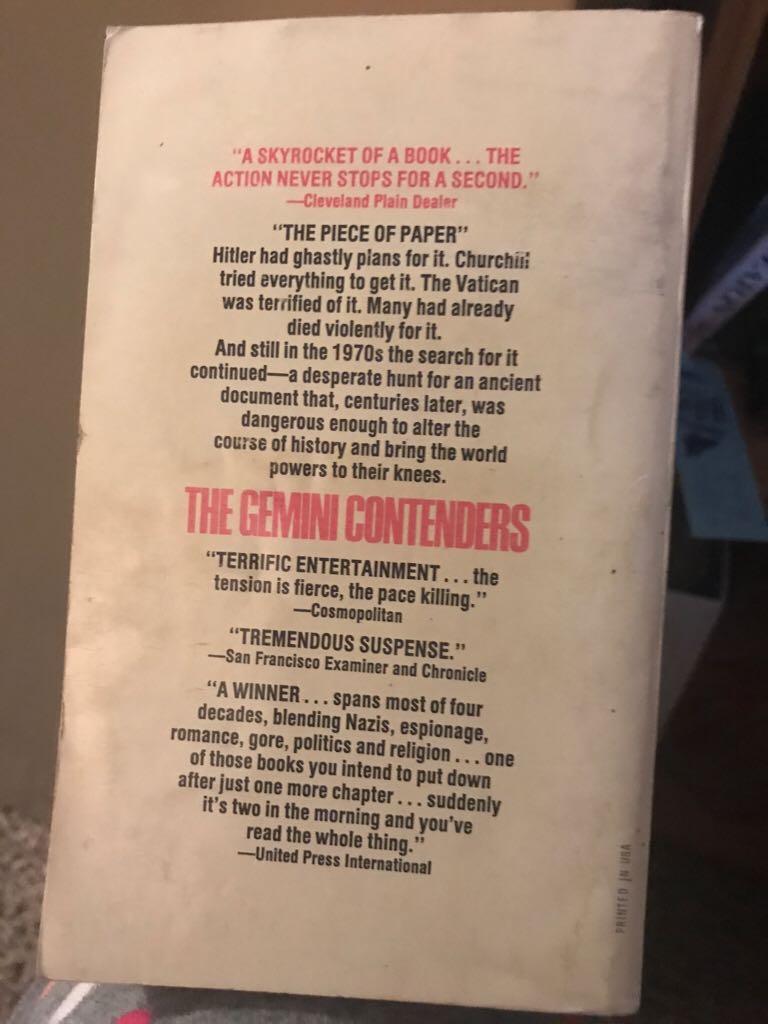 "A SKYROCKET OF A BOOK . . . THE
ACTION NEVER STOPS FOR A SECOND."
—Cleveland Plain Dealer
"THE PIECE OF PAPER"
Hitler had ghastly plans for it. Churchill
tried everything to get it. The Vatican
was terrified of it. Many had already
died violently for it.
And still in the 1970s the search for it
continued—a desperate hunt for an ancient
document that, centuries later, was
dangerous enough to alter the
course of history and bring the world
powers to their knees.
THE GEMINI CONTENDERS
"TERRIFIC ENTERTAINMENT . . . the
tension is fierce, the pace killing."
—Cosmopolitan
"TREMENDOUS SUSPENSE."
—San Francisco Examiner and Chronicle
"A WINNER . . . spans most of four
decades, blending Nazis, espionage,
romance, gore, politics and religion . . . one
of those books you intend to put down
after just one more chapter . . . suddenly
it's two in the morning and you've
read the whole thing."
—United Press International
PRINTED IN USA